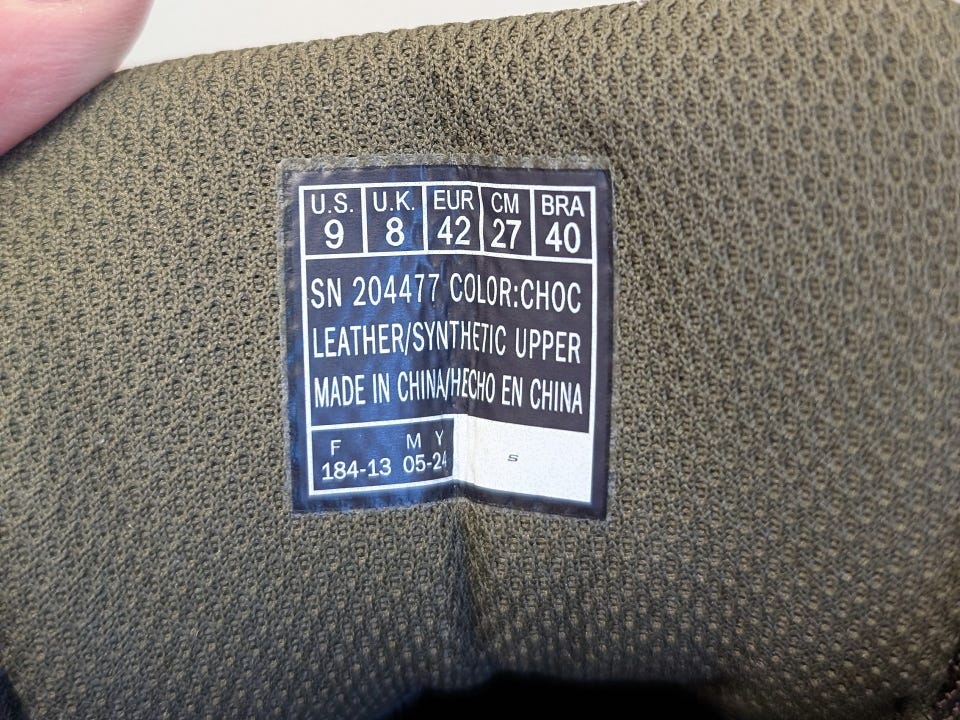 U.S. U.K. EUR CM BRA
9 8 42 27 40
SN 204477 COLOR:CHOC
LEATHER/SYNTHETIC UPPER
MADE IN CHINA/HECHO EN CHINA
F M Y
184-13 05-24
S